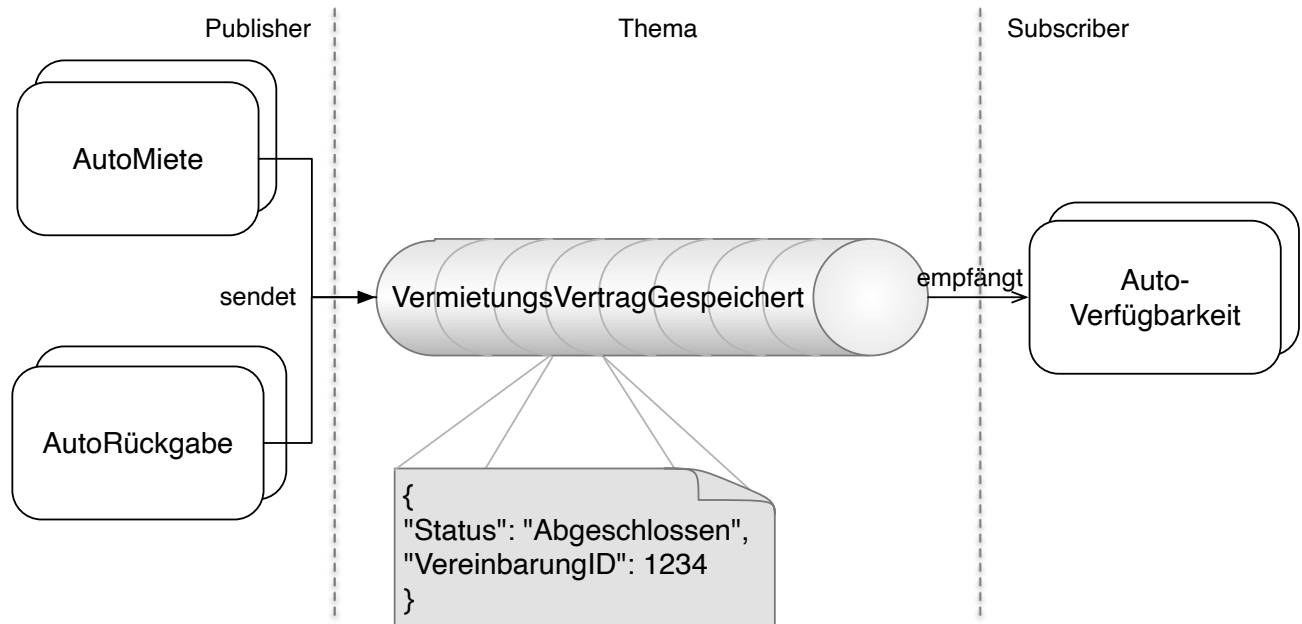 Publisher
Thema
Subscriber
AutoMiete
sendet
VermietungsVertragGespeichert
empfängt
Auto-
Verfügbarkeit
AutoRückgabe
{
"Status": "Abgeschlossen",
"VereinbarungID": 1234
}